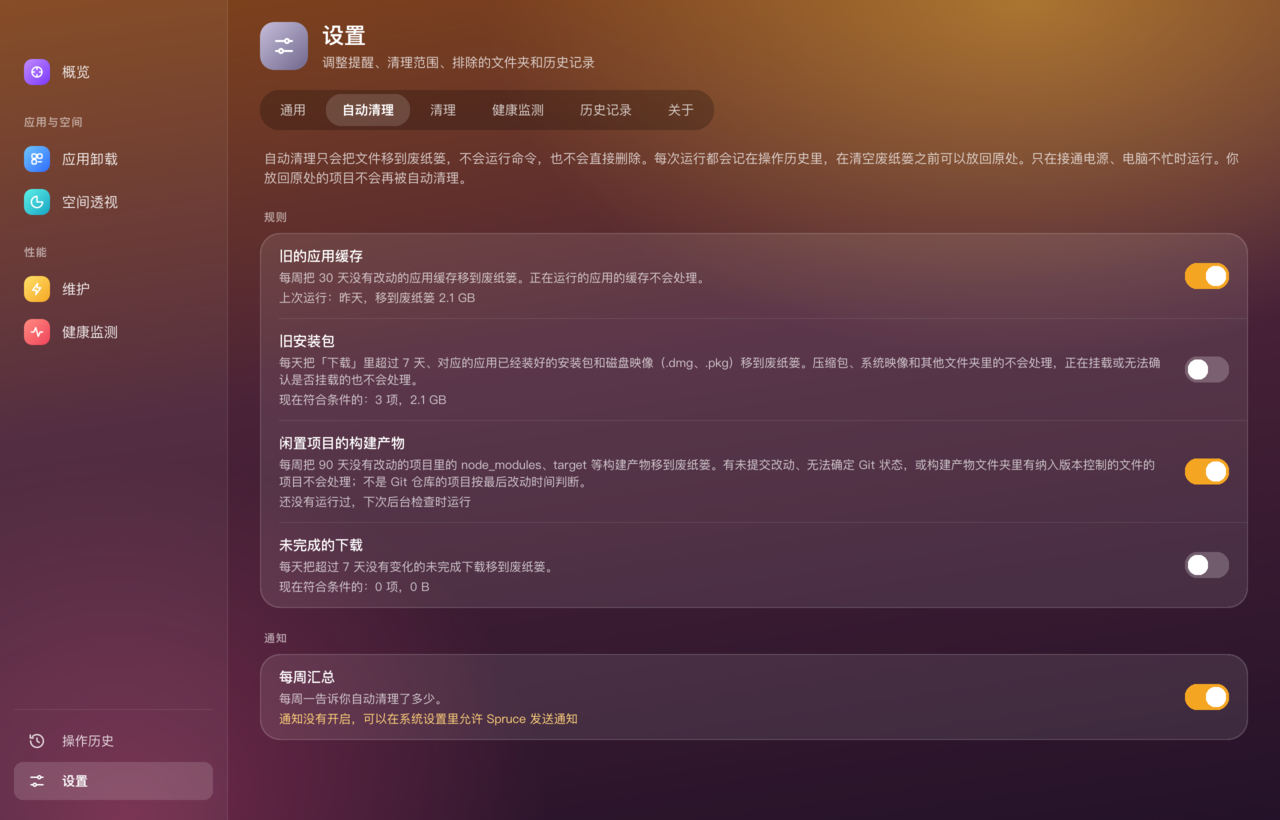 设置
调整提醒、清理范围、排除的文件夹和历史记录
概览
应用与空间
应用卸载
空间透视
性能
维护
健康监测
操作历史
设置
通用
自动清理
清理
健康监测
历史记录
关于
自动清理只会把文件移到废纸篓，不会运行命令，也不会直接删除。每次运行都会记在操作历史里，在清空废纸篓之前可以放回原处。只在接通电源、电脑不忙时运行。你
放回原处的项目不会再被自动清理。
规则
旧的应用缓存
每周把 30 天没有改动的应用缓存移到废纸篓。正在运行的应用的缓存不会处理。
上次运行：昨天，移到废纸篓 2.1 GB
旧安装包
每天把「下载」里超过 7 天、对应的应用已经装好的安装包和磁盘映像（.dmg、.pkg）移到废纸篓。压缩包、系统映像和其他文件夹里的不会处理，正在挂载或无法确
认是否挂载的也不会处理。
现在符合条件的：3 项，2.1 GB
闲置项目的构建产物
每周把 90 天没有改动的项目里的 node_modules、target 等构建产物移到废纸篓。有未提交改动、无法确定 Git 状态，或构建产物文件夹里有纳入版本控制的文件的
项目不会处理；不是 Git 仓库的项目按最后改动时间判断。
还没有运行过，下次后台检查时运行
未完成的下载
每天把超过 7 天没有变化的未完成下载移到废纸篓。
现在符合条件的：0 项，0 B
通知
每周汇总
每周一告诉你自动清理了多少。
通知没有开启，可以在系统设置里允许 Spruce 发送通知